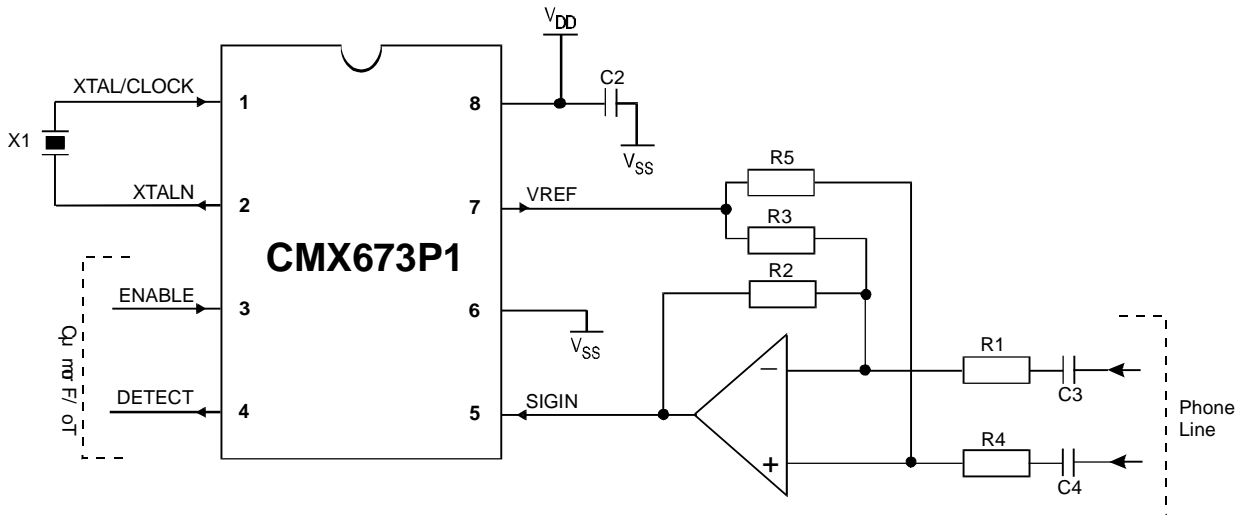 VDD
C2
XTAL/CLOCK
1
8
X1
VSS
R5
XTALN
2
7
VREF
R3
CMX673P1
R2
ENABLE
3
6
VSS
R1
C3
DETECT
4
5
SIGIN
−
+
R4
C4
Phone
Line